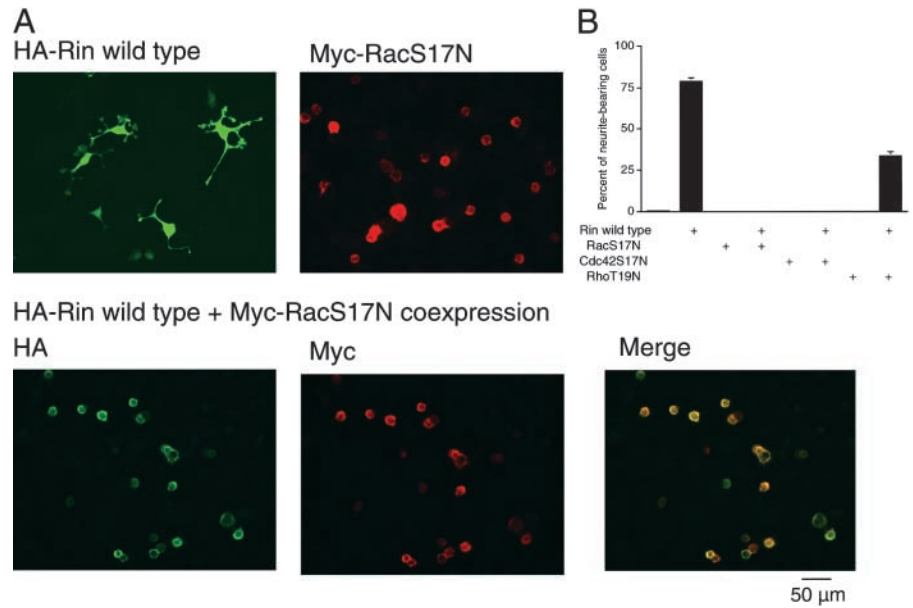 A
HA-Rin wild type
Myc-RacS17N
HA-Rin wild type + Myc-RacS17N coexpression
HA
Myc
Merge
50 µm
B
Percent of neurite-bearing cells
100
75
50
25
0
Rin wild type + + + +
RacS17N + +
Cdc42S17N + +
RhoT19N + +